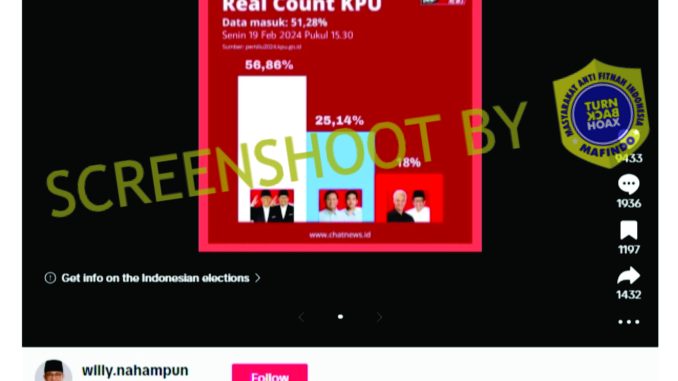 Real Count KPU
Data masuk: 51,28%
Senin 19 Feb 2024 Pukul 15.30
Sumber: pemilu2024.kpu.go.id
56,86%
25,14%
18%
www.chatnews.id
SCREENSHOOT BY
MASYARAKAT ANTI FITNAH INDONESIA
TURN
BACK
HOAX
MAFINDO
9433
1936
1197
1432
Get info on the Indonesian elections >
willy.nahampun
Follow